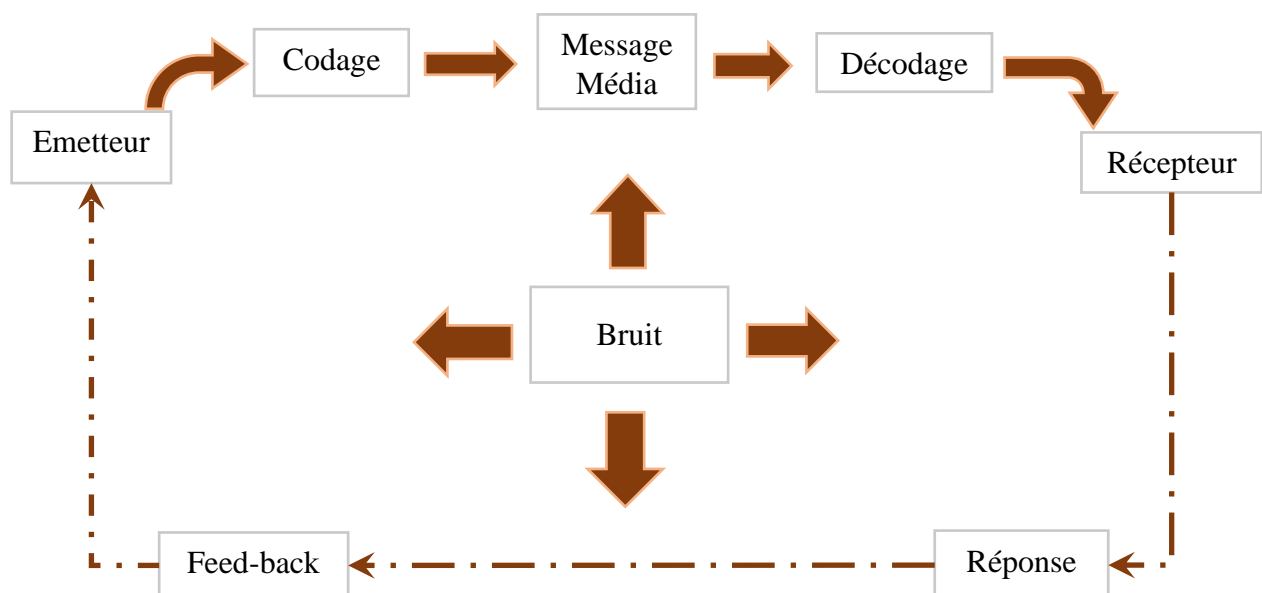 Codage
Message
Média
Décodage
Emetteur
Récepteur
Bruit
Feed-back
Réponse